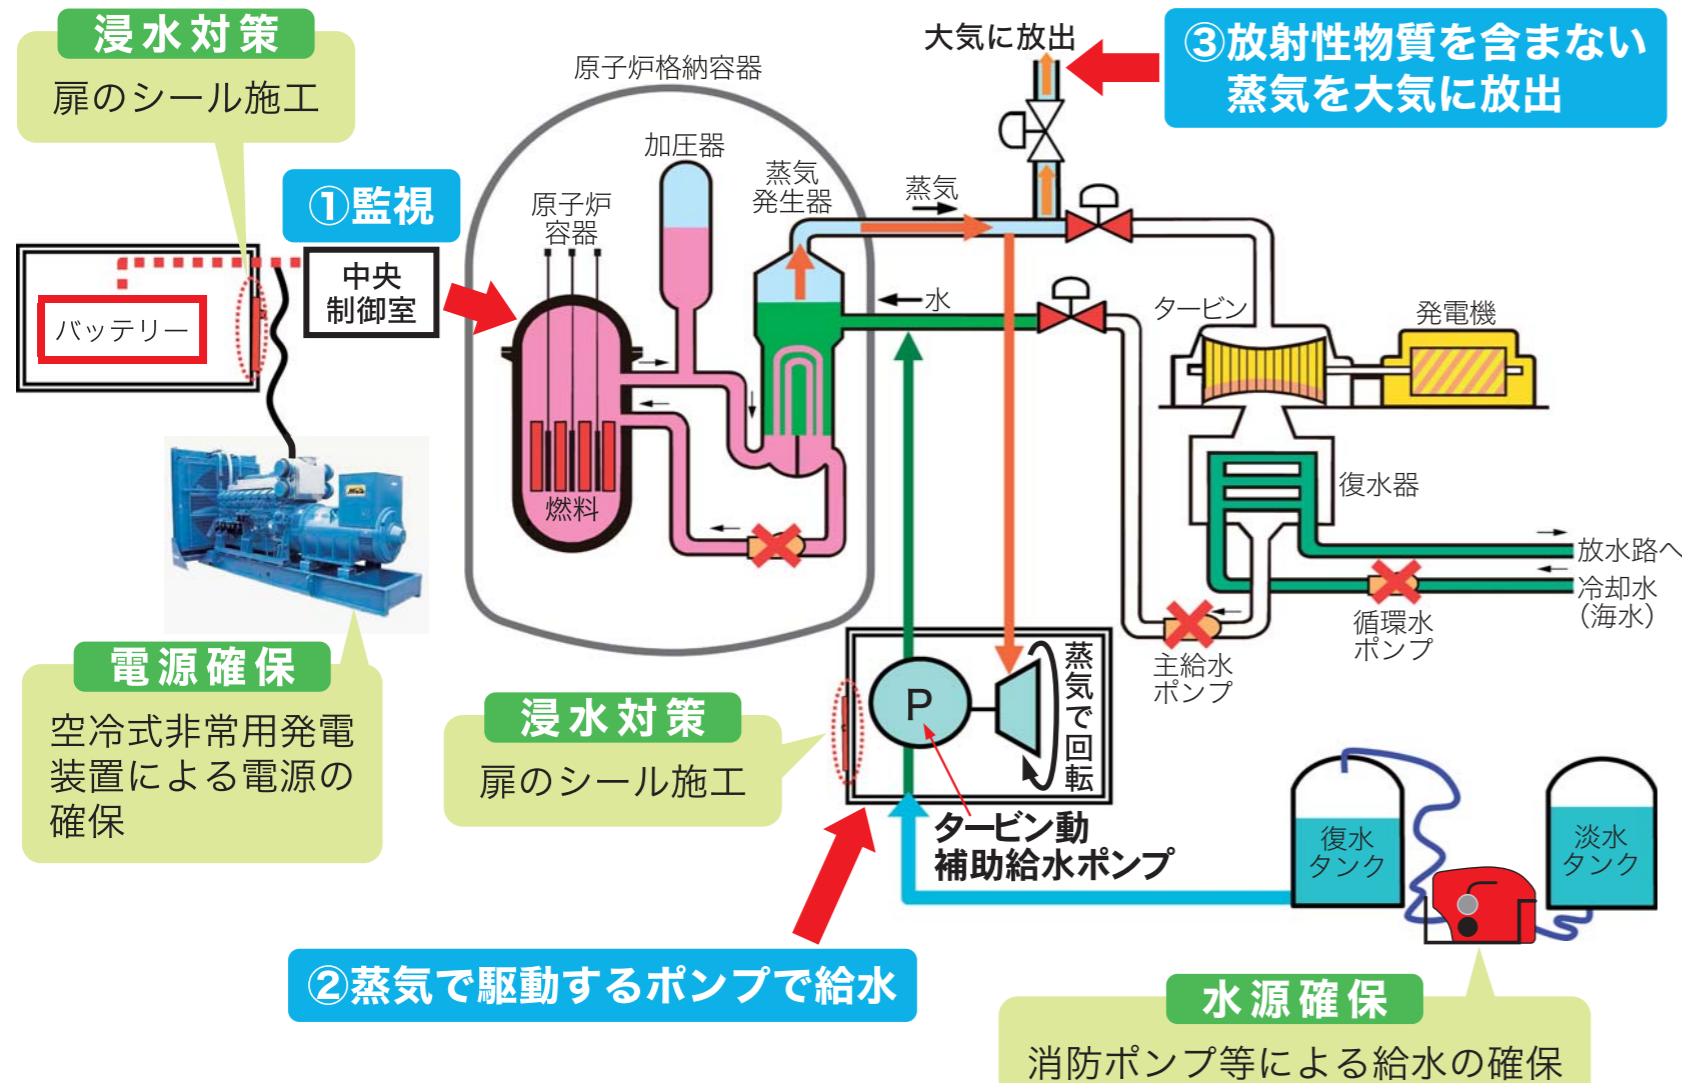 浸水対策
扉のシール施工
①監視
中央
制御室
バッテリー
電源確保
空冷式非常用発電
装置による電源の
確保
原子炉格納容器
加圧器
原子炉
容器
蒸気
発生器
燃料
大気に放出
③放射性物質を含まない
蒸気を大気に放出
蒸気
水
タービン
発電機
復水器
放水路へ
冷却水
(海水)
循環水
ポンプ
主給水
ポンプ
浸水対策
扉のシール施工
P
蒸気で回転
タービン動
補助給水ポンプ
②蒸気で駆動するポンプで給水
復水
タンク
淡水
タンク
水源確保
消防ポンプ等による給水の確保